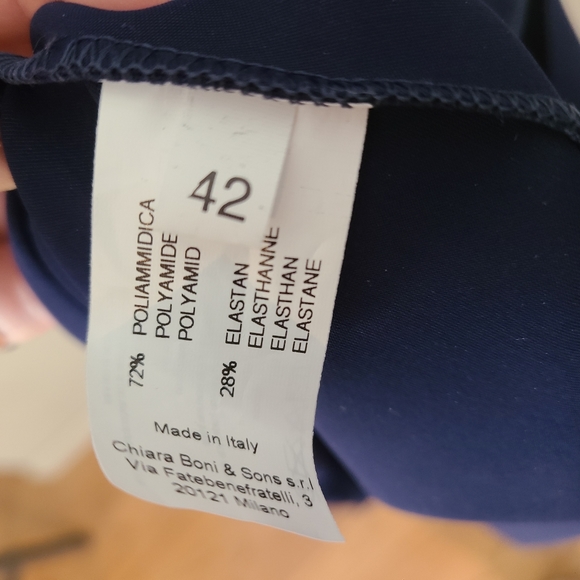 42
72% POLIAMMIDICA
POLYAMIDE
POLYAMID
28% ELASTAN
ELASTHANNE
ELASTHAN
ELASTANE
Made in Italy
Chiara Boni & Sons s.r.l
Via Fatebenefratelli, 3
20121 Milano